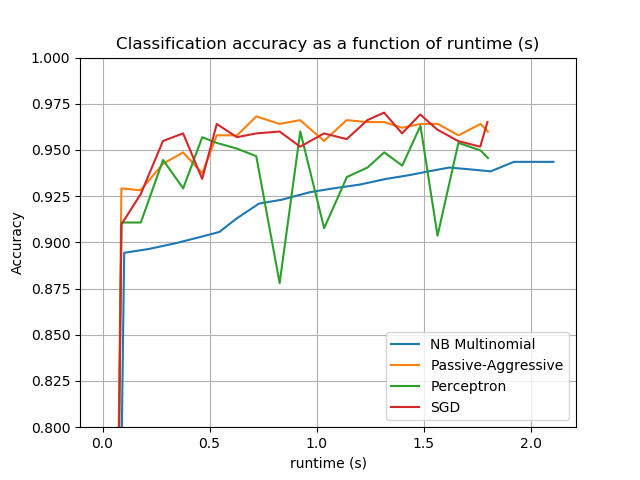 Classification accuracy as a function of runtime (s)
1.000
0.975
0.950
0.925
0.900
0.875
0.850
0.825
0.800
Accuracy
NB Multinomial
Passive-Aggressive
Perceptron
SGD
0.0 0.5 1.0 1.5 2.0
runtime (s)